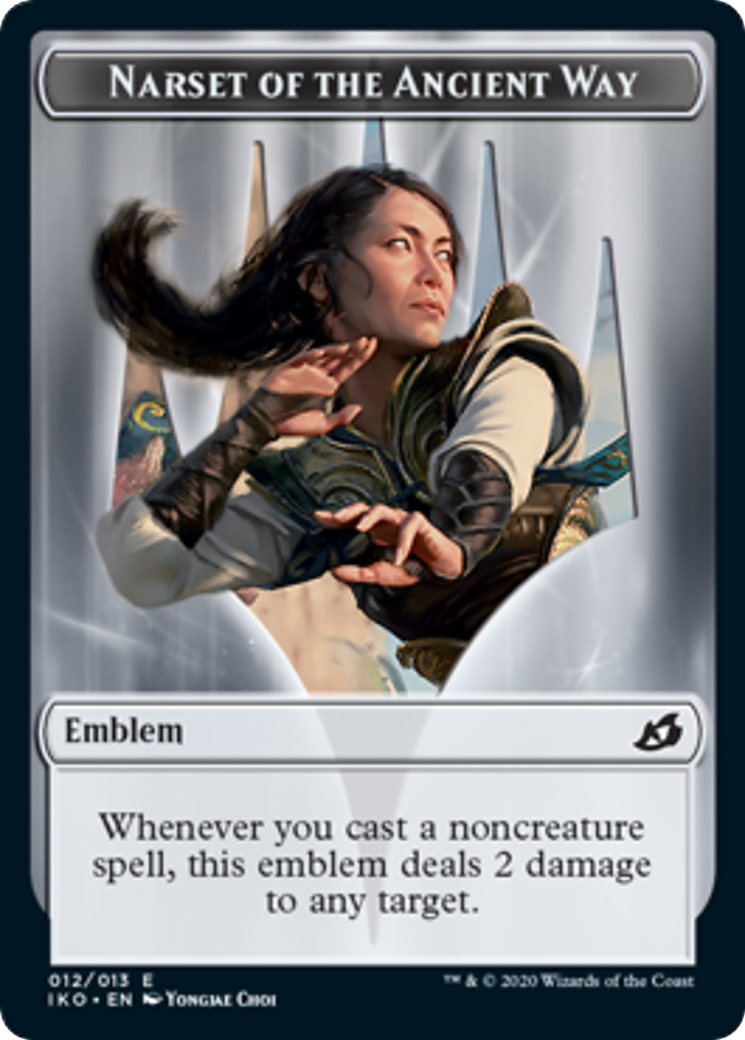 Narset of the Ancient Way
Emblem
Whenever you cast a noncreature
spell, this emblem deals 2 damage
to any target.
012/013 E
IKO • EN Yongjae Choi
™ & © 2020 Wizards of the Coast